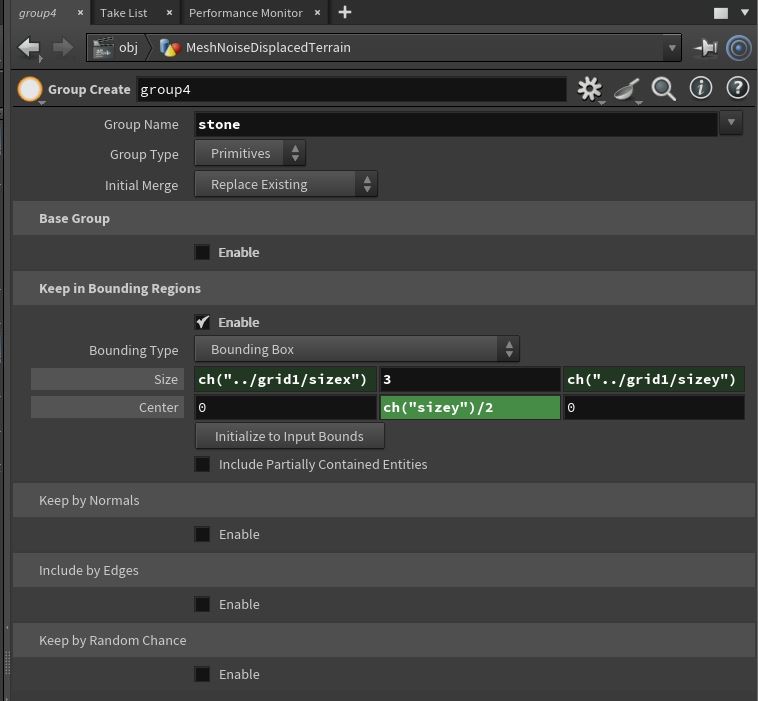 group4 × Take List × Performance Monitor × +
obj MeshNoiseDisplacedTerrain
Group Create group4
Group Name stone
Group Type Primitives
Initial Merge Replace Existing
Base Group
Enable
Keep in Bounding Regions
Enable
Bounding Type Bounding Box
Size ch("../grid1/sizex") 3 ch("../grid1/sizey")
Center 0 ch("sizey")/2 0
Initialize to Input Bounds
Include Partially Contained Entities
Keep by Normals
Enable
Include by Edges
Enable
Keep by Random Chance
Enable